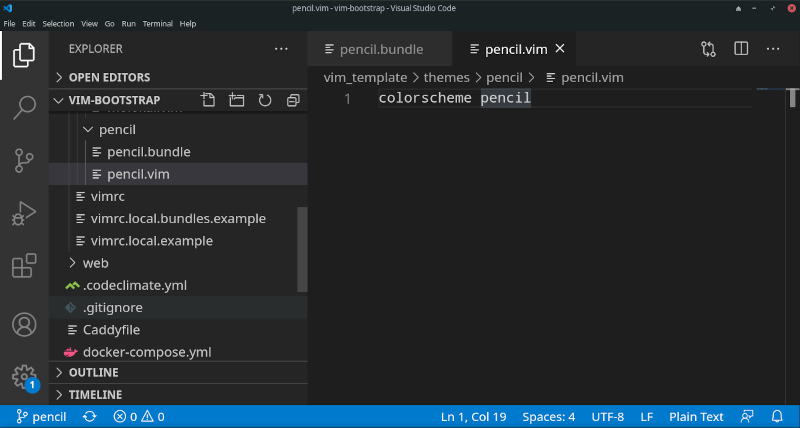 pencil.vim - vim-bootstrap - Visual Studio Code
File Edit Selection View Go Run Terminal Help
EXPLORER
pencil.bundle
pencil.vim
OPEN EDITORS
vim_template > themes > pencil > pencil.vim
VIM-BOOTSTRAP
1 colorscheme pencil
pencil
pencil.bundle
pencil.vim
vimrc
vimrc.local.bundles.example
vimrc.local.example
web
.codeclimate.yml
.gitignore
Caddyfile
docker-compose.yml
OUTLINE
TIMELINE
1
pencil 0 0 Ln 1, Col 19 Spaces: 4 UTF-8 LF Plain Text